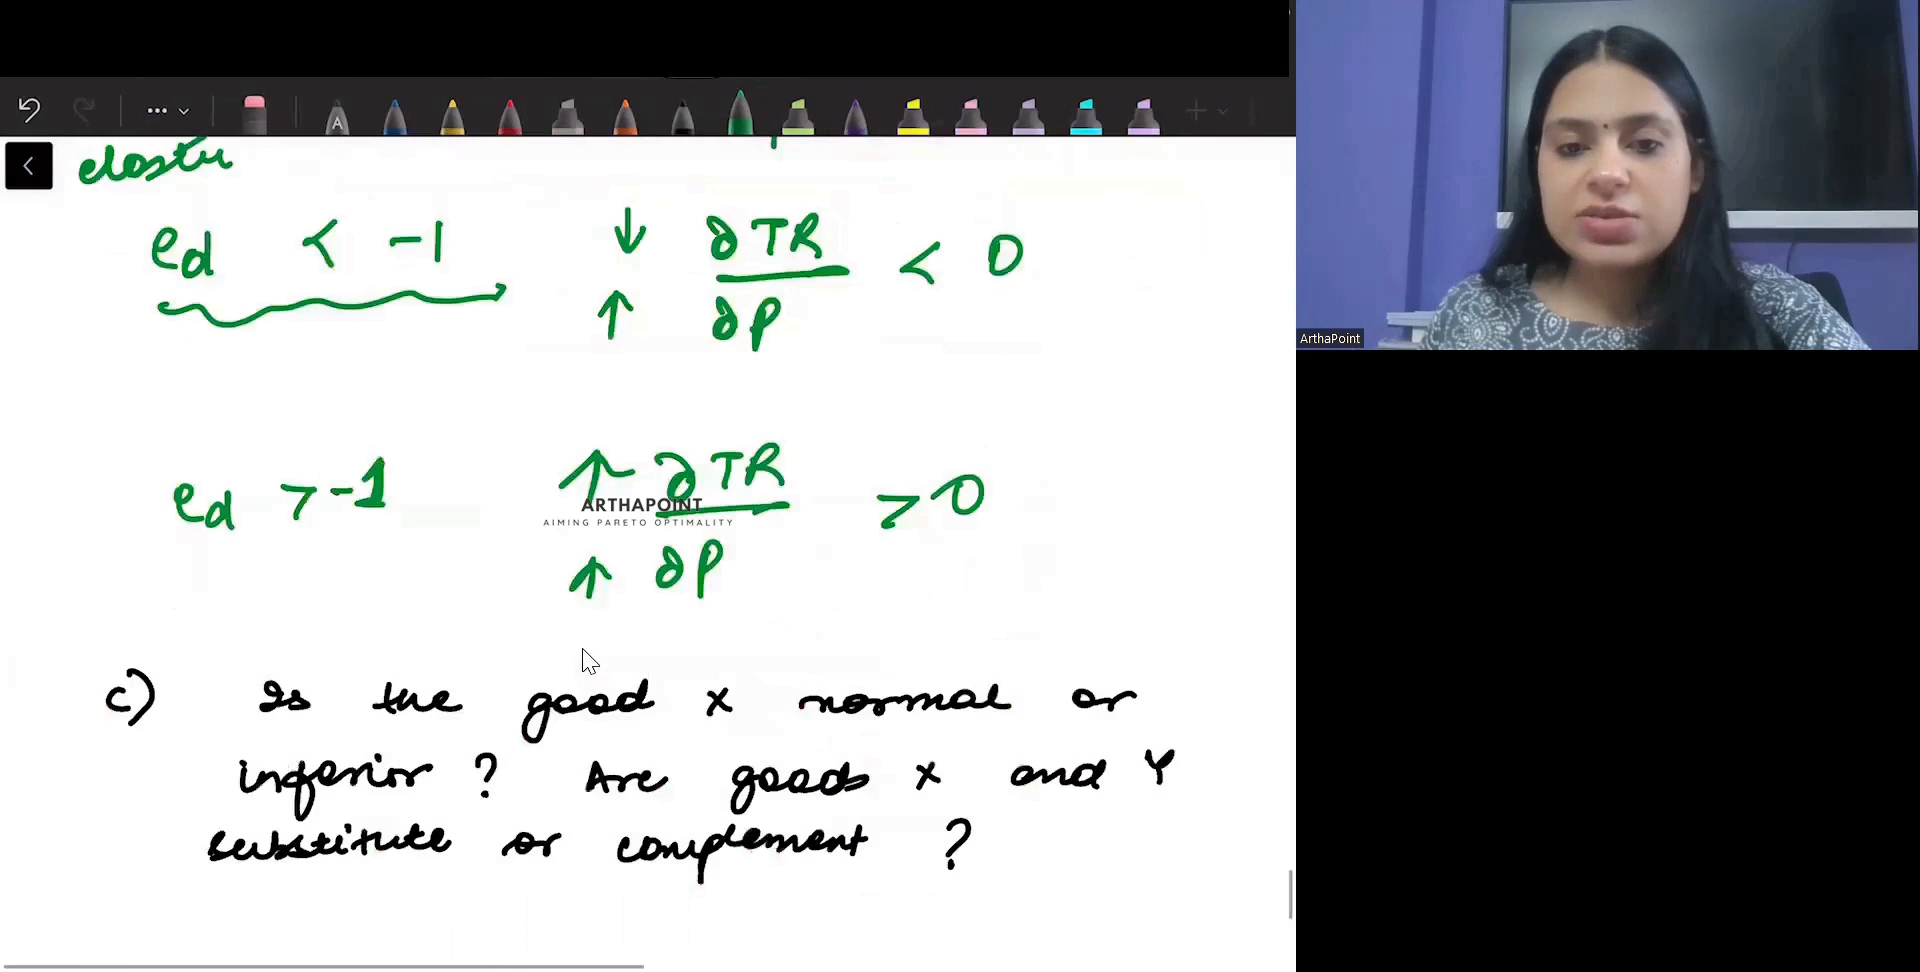 elastic
ed < -1 ↓ ∂TR / ↑ ∂P < 0
ed > -1 ↑ ∂TR / ↑ ∂P > 0
ARTHAPOINT
AIMING PARETO OPTIMALITY
c) Is the good x normal or
inferior? Are goods x and Y
substitute or complement ?
A
ArthaPoint